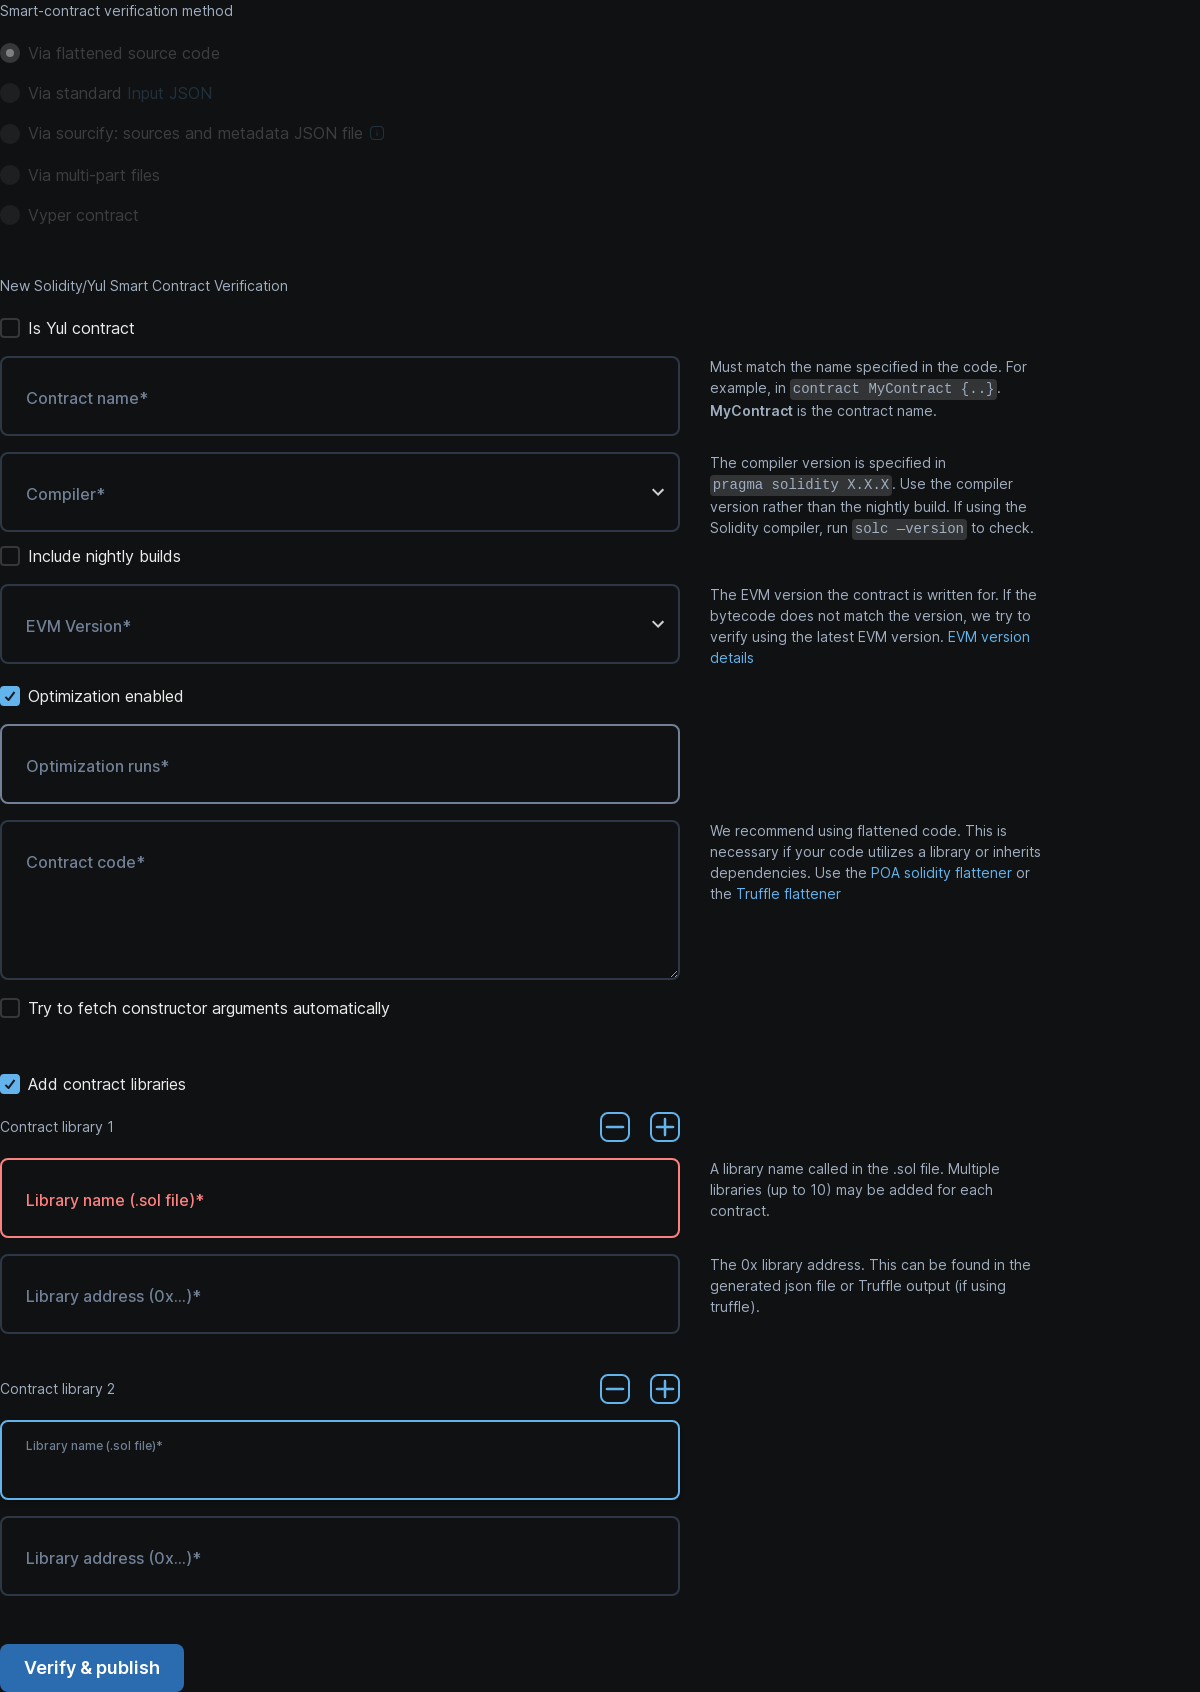 Smart-contract verification method
Via flattened source code
Via standard Input JSON
Via sourcify: sources and metadata JSON file
Via multi-part files
Vyper contract
New Solidity/Yul Smart Contract Verification
Is Yul contract
Contract name*
Must match the name specified in the code. For
example, in contract MyContract {..}.
MyContract is the contract name.
Compiler*
The compiler version is specified in
pragma solidity X.X.X. Use the compiler
version rather than the nightly build. If using the
Solidity compiler, run solc —version to check.
Include nightly builds
EVM Version*
The EVM version the contract is written for. If the
bytecode does not match the version, we try to
verify using the latest EVM version. EVM version
details
Optimization enabled
Optimization runs*
Contract code*
We recommend using flattened code. This is
necessary if your code utilizes a library or inherits
dependencies. Use the POA solidity flattener or
the Truffle flattener
Try to fetch constructor arguments automatically
Add contract libraries
Contract library 1
Library name (.sol file)*
A library name called in the .sol file. Multiple
libraries (up to 10) may be added for each
contract.
Library address (0x...)*
The 0x library address. This can be found in the
generated json file or Truffle output (if using
truffle).
Contract library 2
Library name (.sol file)*
Library address (0x...)*
Verify & publish